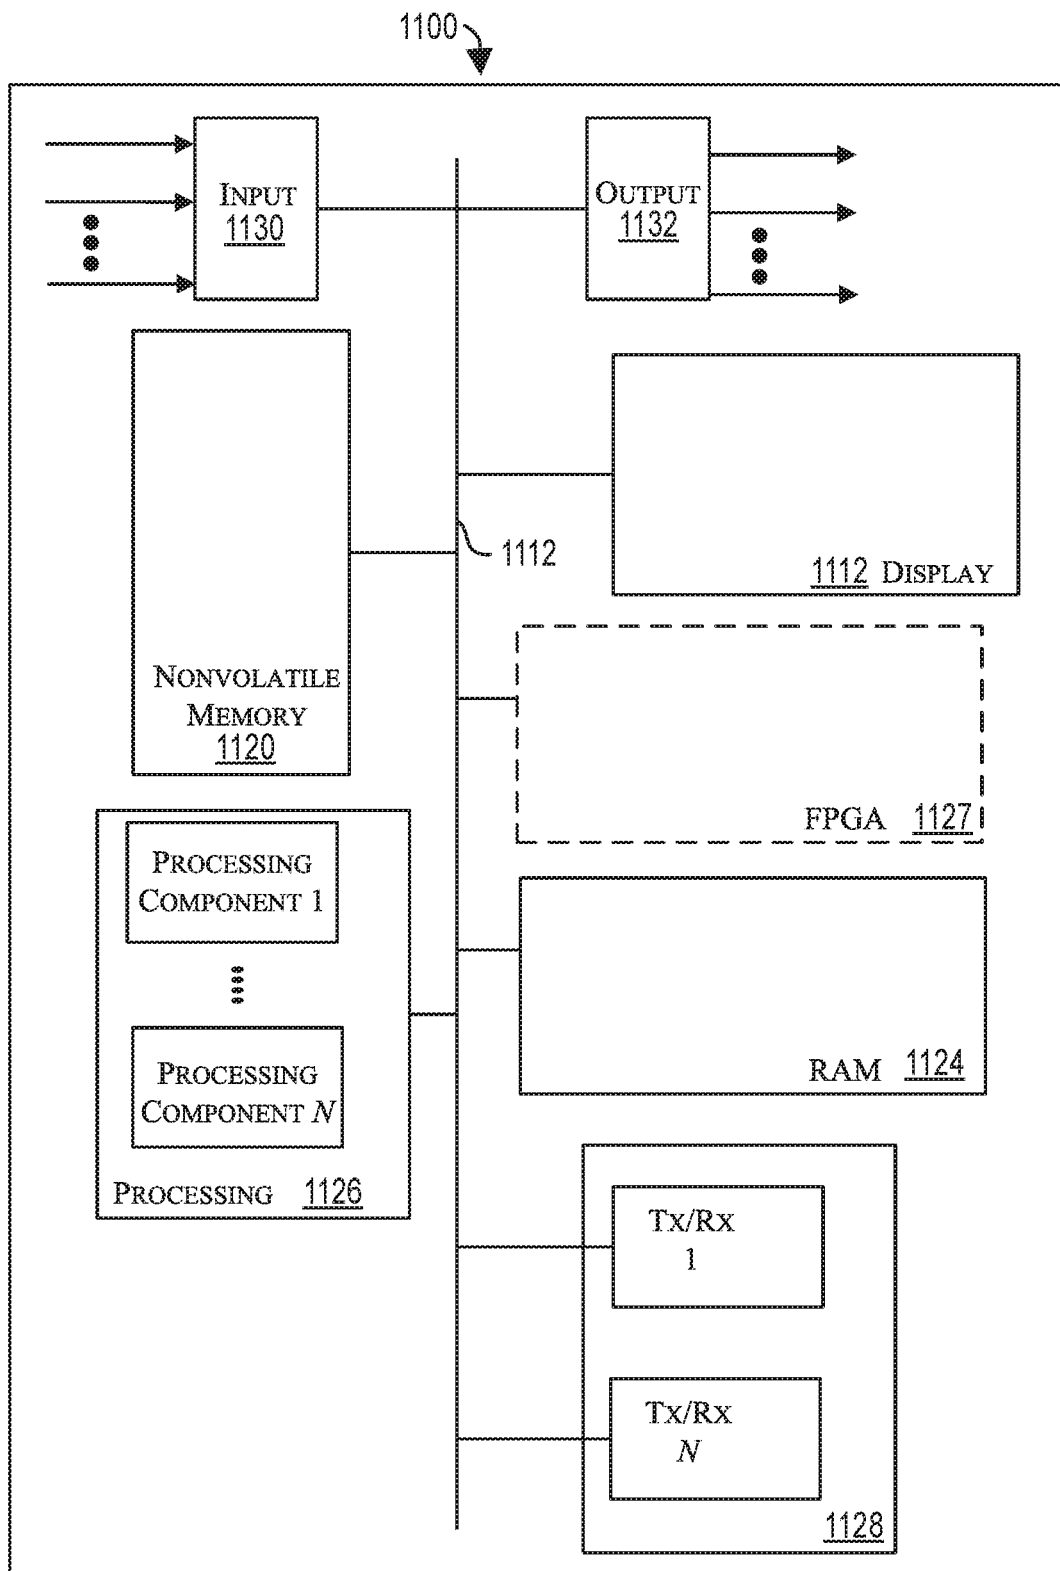 1100
INPUT
1130
OUTPUT
1132
1112
1112 DISPLAY
NONVOLATILE
MEMORY
1120
FPGA 1127
PROCESSING
COMPONENT 1
RAM 1124
PROCESSING
COMPONENT N
PROCESSING 1126
TX/RX
1
TX/RX
N
1128